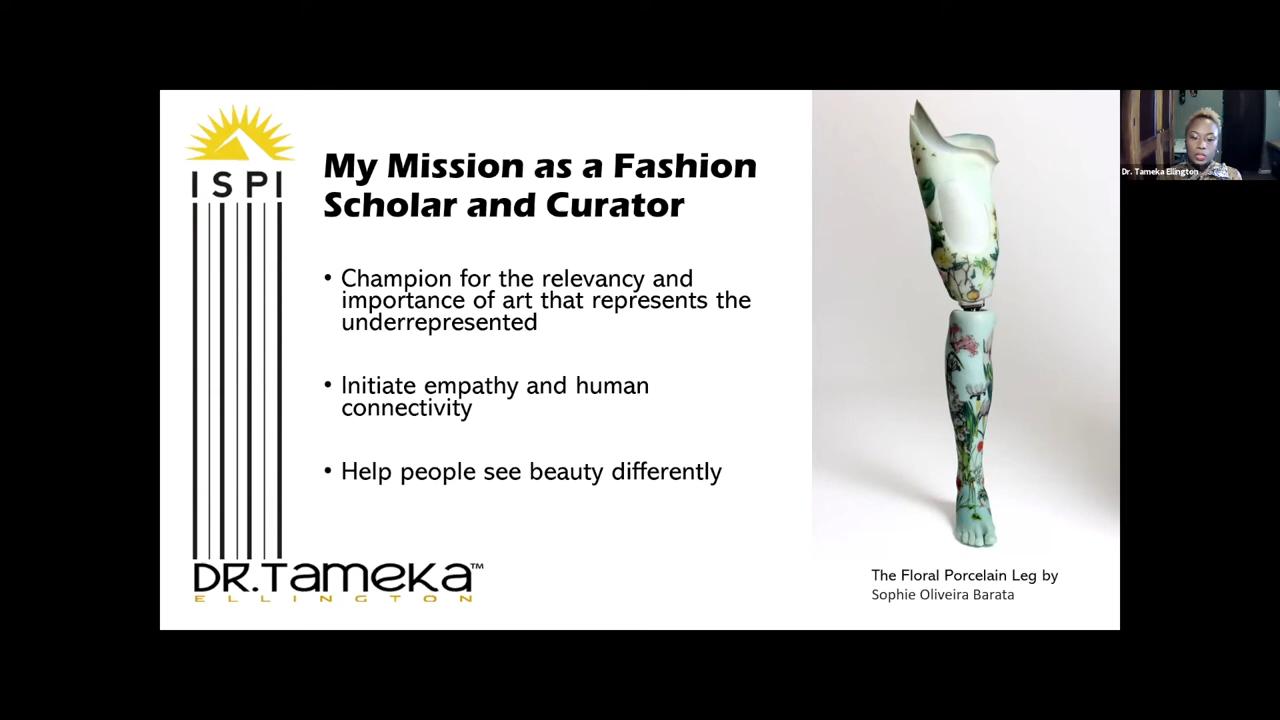 ISPI
My Mission as a Fashion
Scholar and Curator
• Champion for the relevancy and
importance of art that represents the
underrepresented
• Initiate empathy and human
connectivity
• Help people see beauty differently
DR.TAMEKA™
ELLINGTON
The Floral Porcelain Leg by
Sophie Oliveira Barata
Dr. Tameka Ellington